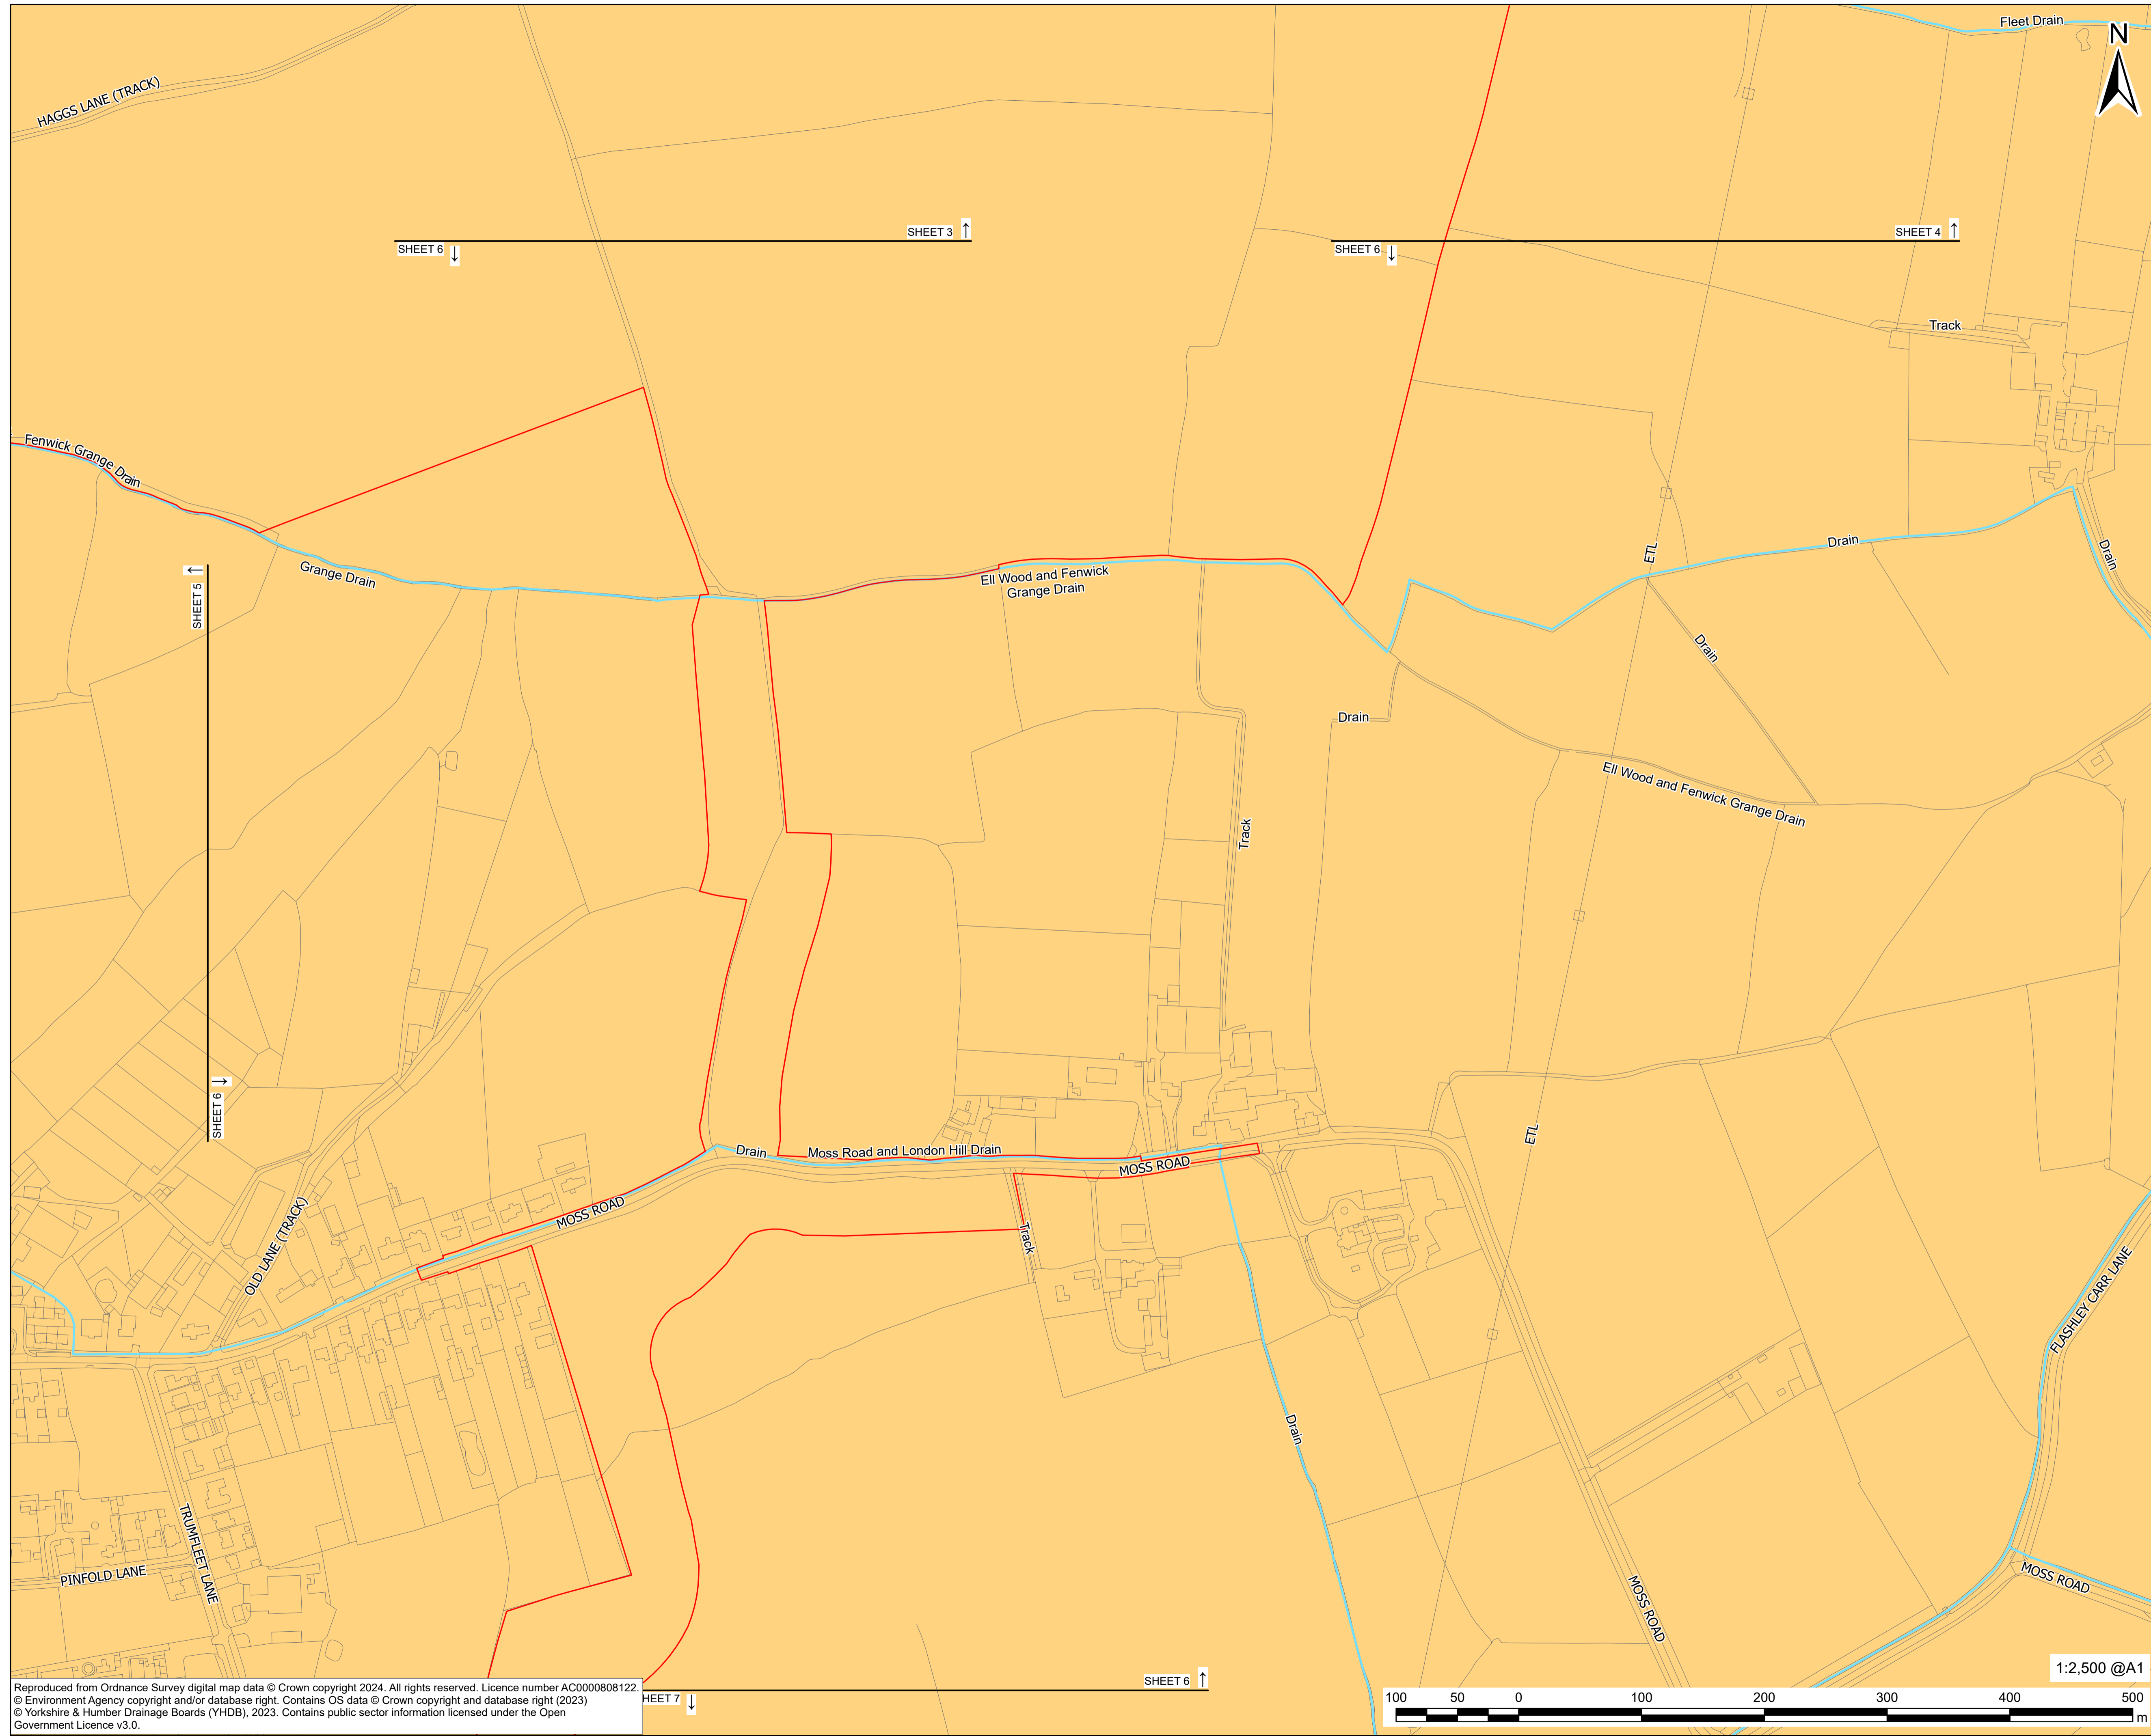 Fleet Drain
N
HAGGS LANE (TRACK)
SHEET 3 ↑
SHEET 6 ↓
SHEET 4 ↑
SHEET 6 ↓
Track
Fenwick Grange Drain
Grange Drain
SHEET 5 ←
SHEET 6 →
Ell Wood and Fenwick
Grange Drain
ETL
Drain
Drain
Drain
Drain
Ell Wood and Fenwick Grange Drain
Track
ETL
Drain
Moss Road and London Hill Drain
MOSS ROAD
MOSS ROAD
Track
OLD LANE (TRACK)
FLASHLEY CARR LANE
Drain
TRUMFLEET LANE
PINFOLD LANE
MOSS ROAD
MOSS ROAD
SHEET 6 ↑
HEET 7 ↓
1:2,500 @A1
100 50 0 100 200 300 400 500
m
Reproduced from Ordnance Survey digital map data © Crown copyright 2024. All rights reserved. Licence number AC0000808122.
© Environment Agency copyright and/or database right. Contains OS data © Crown copyright and database right (2023)
© Yorkshire & Humber Drainage Boards (YHDB), 2023. Contains public sector information licensed under the Open
Government Licence v3.0.